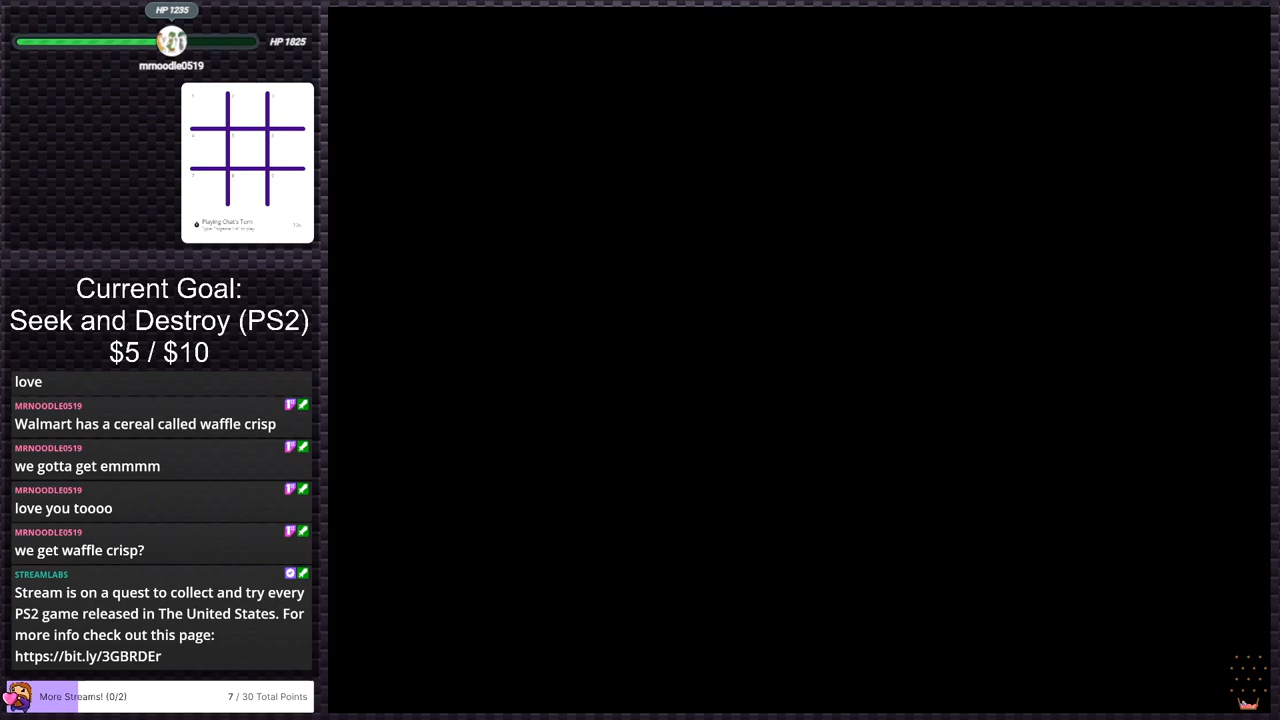 HP 1235
HP 1825
mrnoodle0519
Playing Chat's Turn
Current Goal:
Seek and Destroy (PS2)
$5 / $10
love
MRNOODLE0519
Walmart has a cereal called waffle crisp
MRNOODLE0519
we gotta get emmmm
MRNOODLE0519
love you toooo
MRNOODLE0519
we get waffle crisp?
STREAMLABS
Stream is on a quest to collect and try every
PS2 game released in The United States. For
more info check out this page:
https://bit.ly/3GBRDEr
More Streams! (0/2)
7 / 30 Total Points